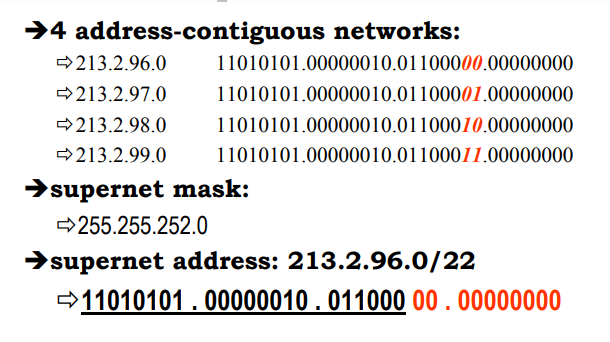 ➔4 address-contiguous networks:
⇨213.2.96.0 11010101.00000010.01100000.00000000
⇨213.2.97.0 11010101.00000010.01100001.00000000
⇨213.2.98.0 11010101.00000010.01100010.00000000
⇨213.2.99.0 11010101.00000010.01100011.00000000
➔supernet mask:
⇨255.255.252.0
➔supernet address: 213.2.96.0/22
⇨11010101 . 00000010 . 011000 00 . 00000000